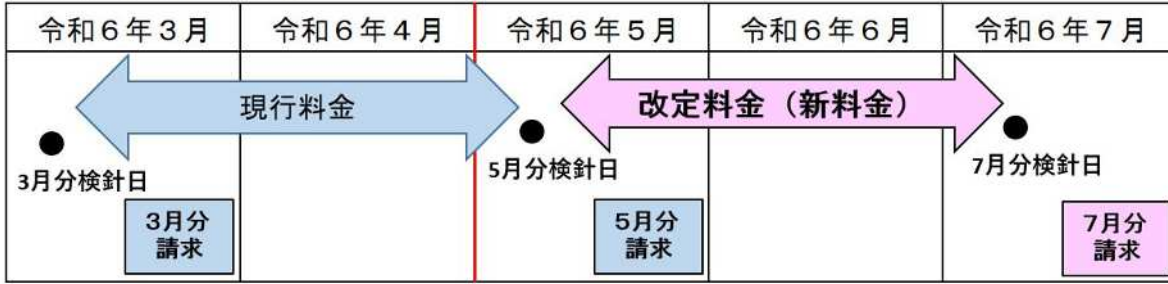 令和６年３月
令和６年４月
令和６年５月
令和６年６月
令和６年７月
現行料金
改定料金（新料金）
3月分検針日
5月分検針日
7月分検針日
３月分
請求
５月分
請求
７月分
請求